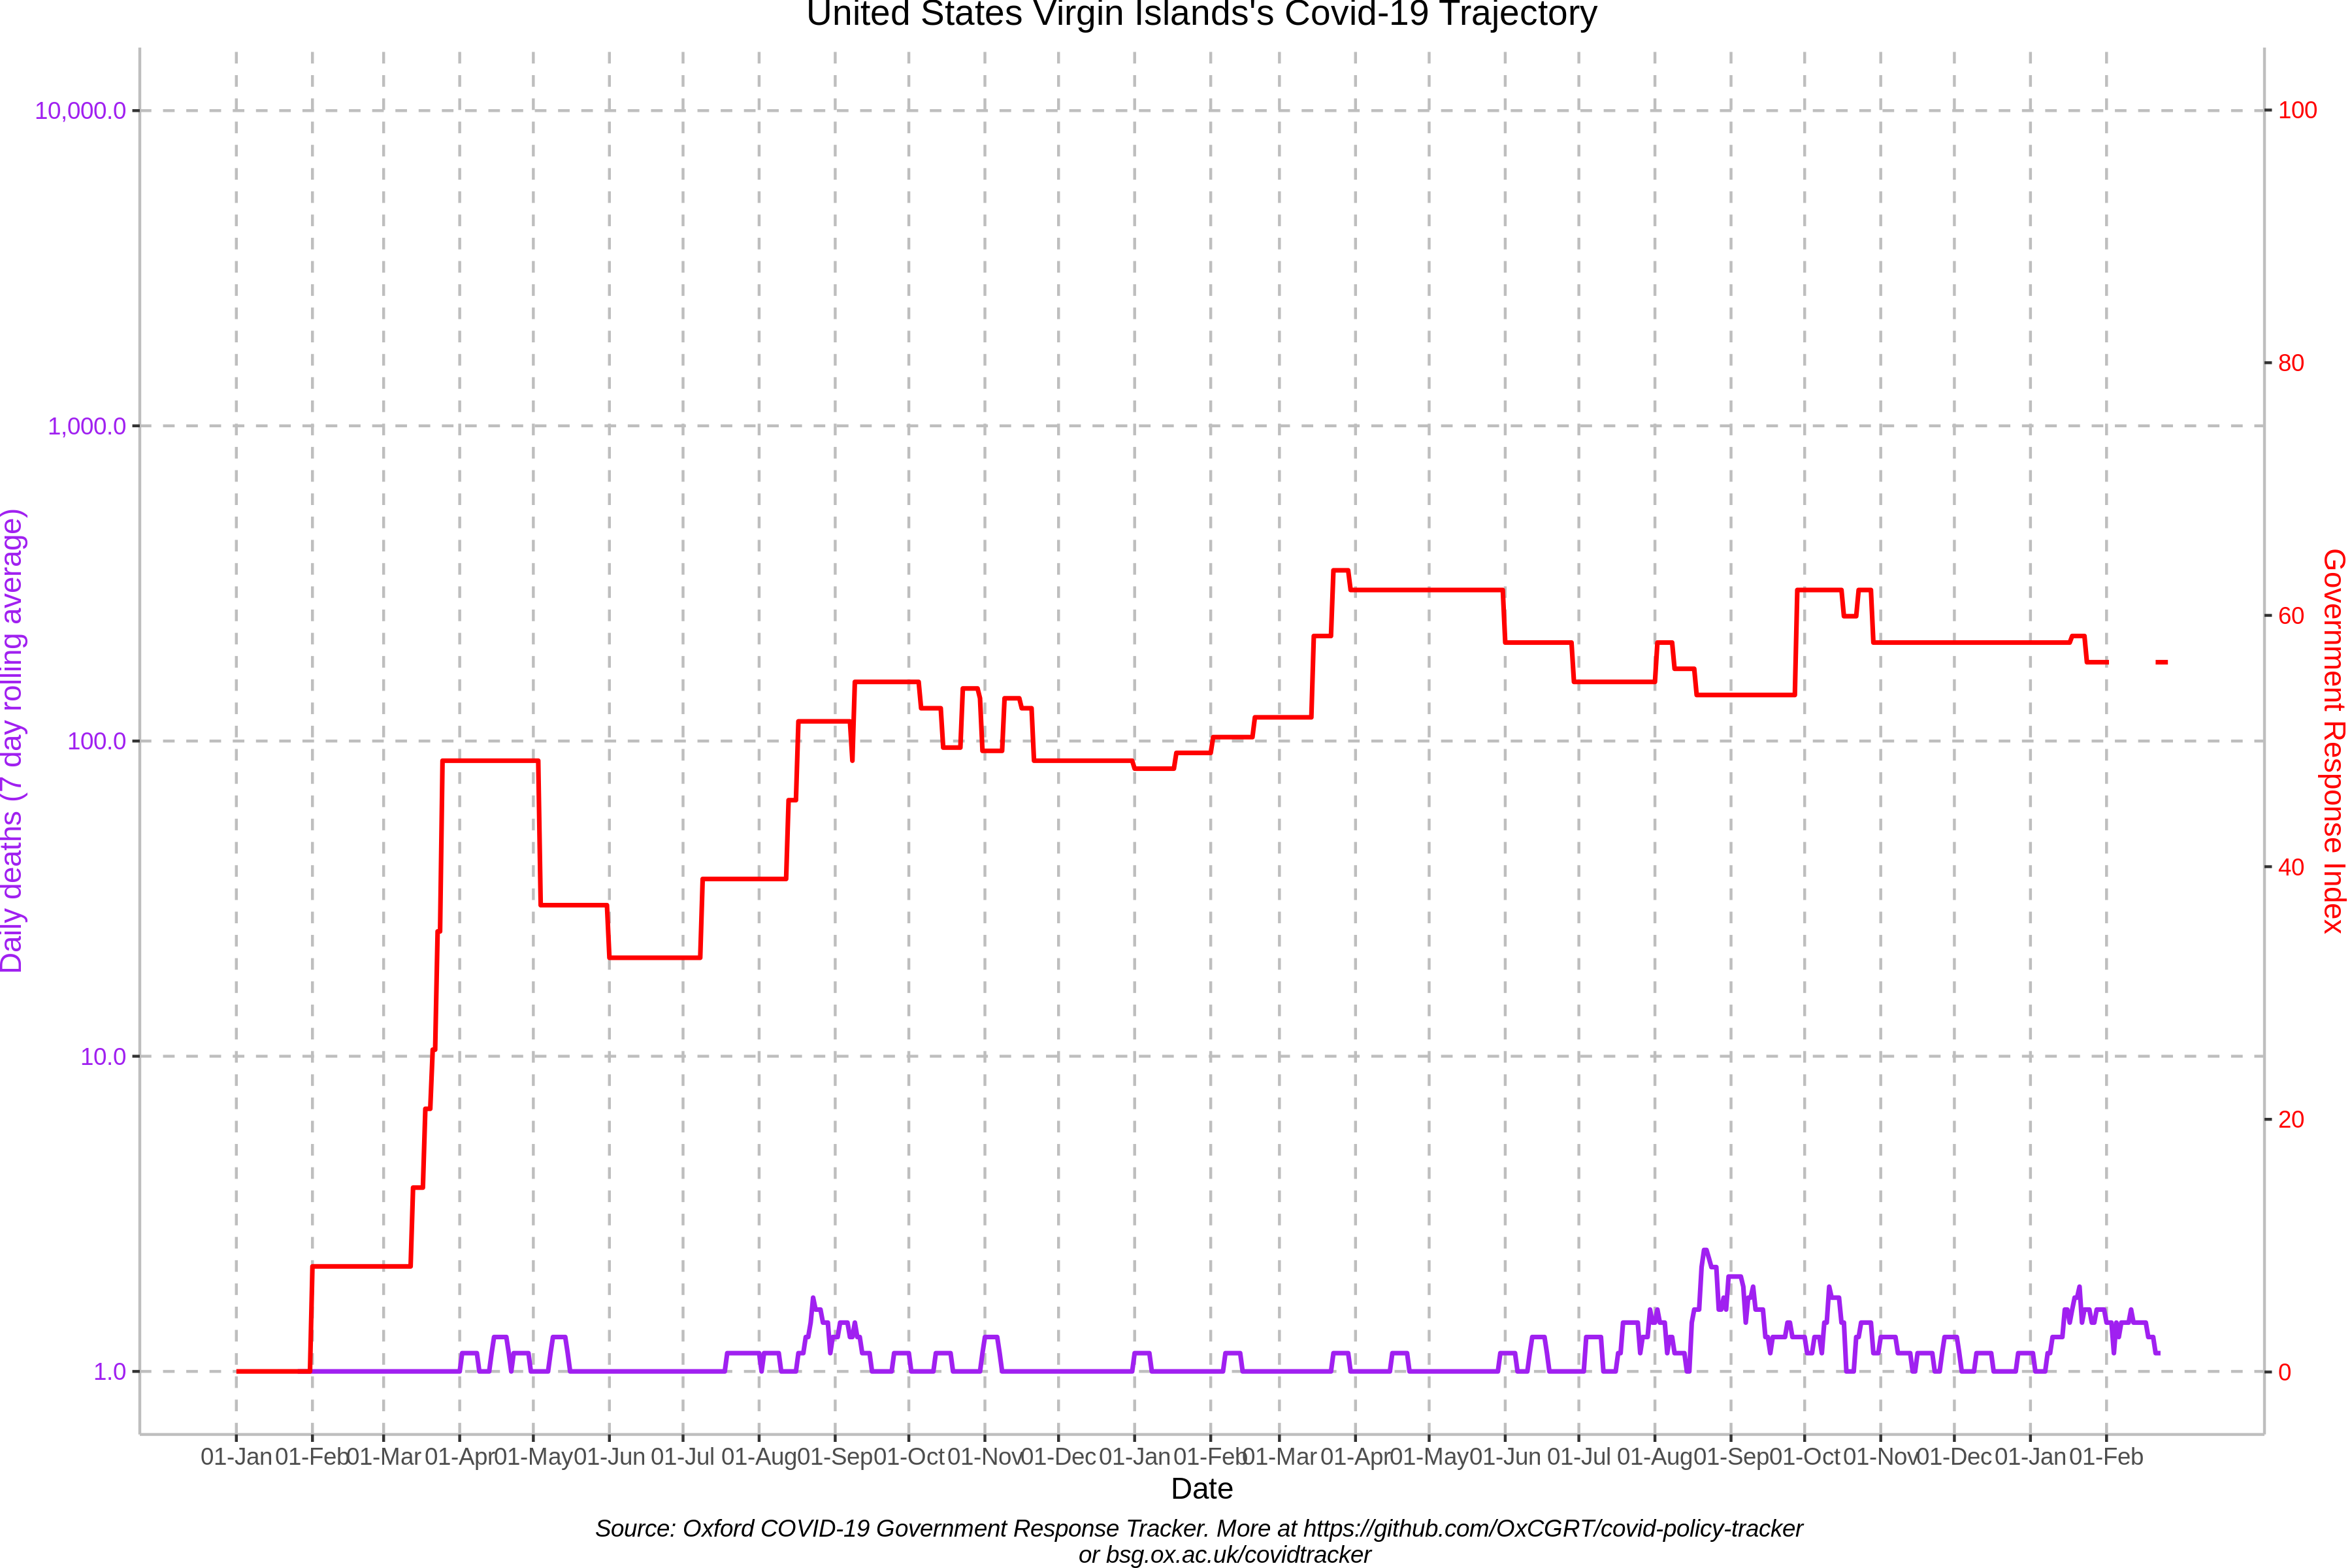 United States Virgin Islands's Covid-19 Trajectory
10,000.0
1,000.0
100.0
10.0
1.0
Daily deaths (7 day rolling average)
100
80
60
40
20
0
Government Response Index
01-Jan 01-Feb 01-Mar 01-Apr 01-May 01-Jun 01-Jul 01-Aug 01-Sep 01-Oct 01-Nov 01-Dec 01-Jan 01-Feb 01-Mar 01-Apr 01-May 01-Jun 01-Jul 01-Aug 01-Sep 01-Oct 01-Nov 01-Dec 01-Jan 01-Feb
Date
Source: Oxford COVID-19 Government Response Tracker. More at https://github.com/OxCGRT/covid-policy-tracker
or bsg.ox.ac.uk/covidtracker